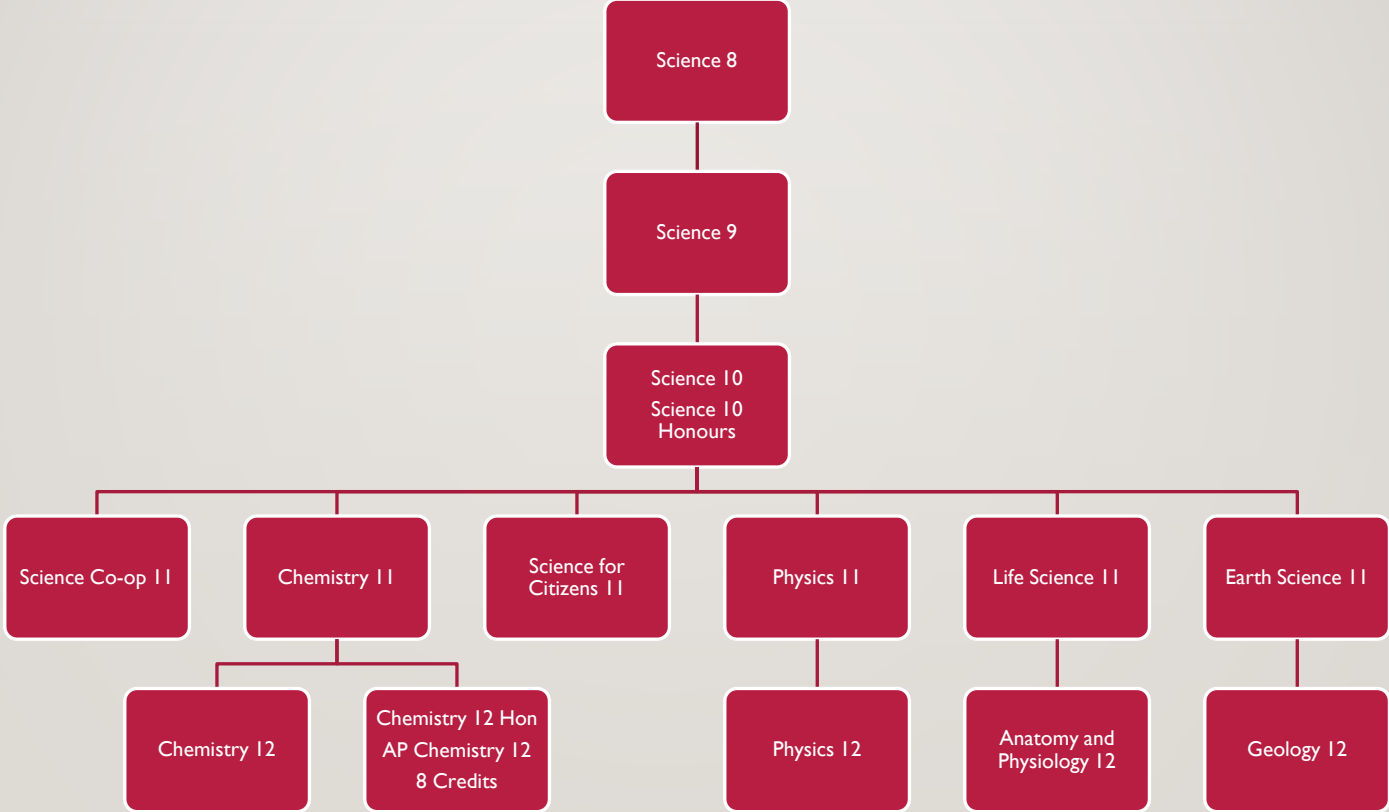 Science 8
Science 9
Science 10
Science 10
Honours
Science Co-op 11
Chemistry 11
Science for
Citizens 11
Physics 11
Life Science 11
Earth Science 11
Chemistry 12
Chemistry 12 Hon
AP Chemistry 12
8 Credits
Physics 12
Anatomy and
Physiology 12
Geology 12